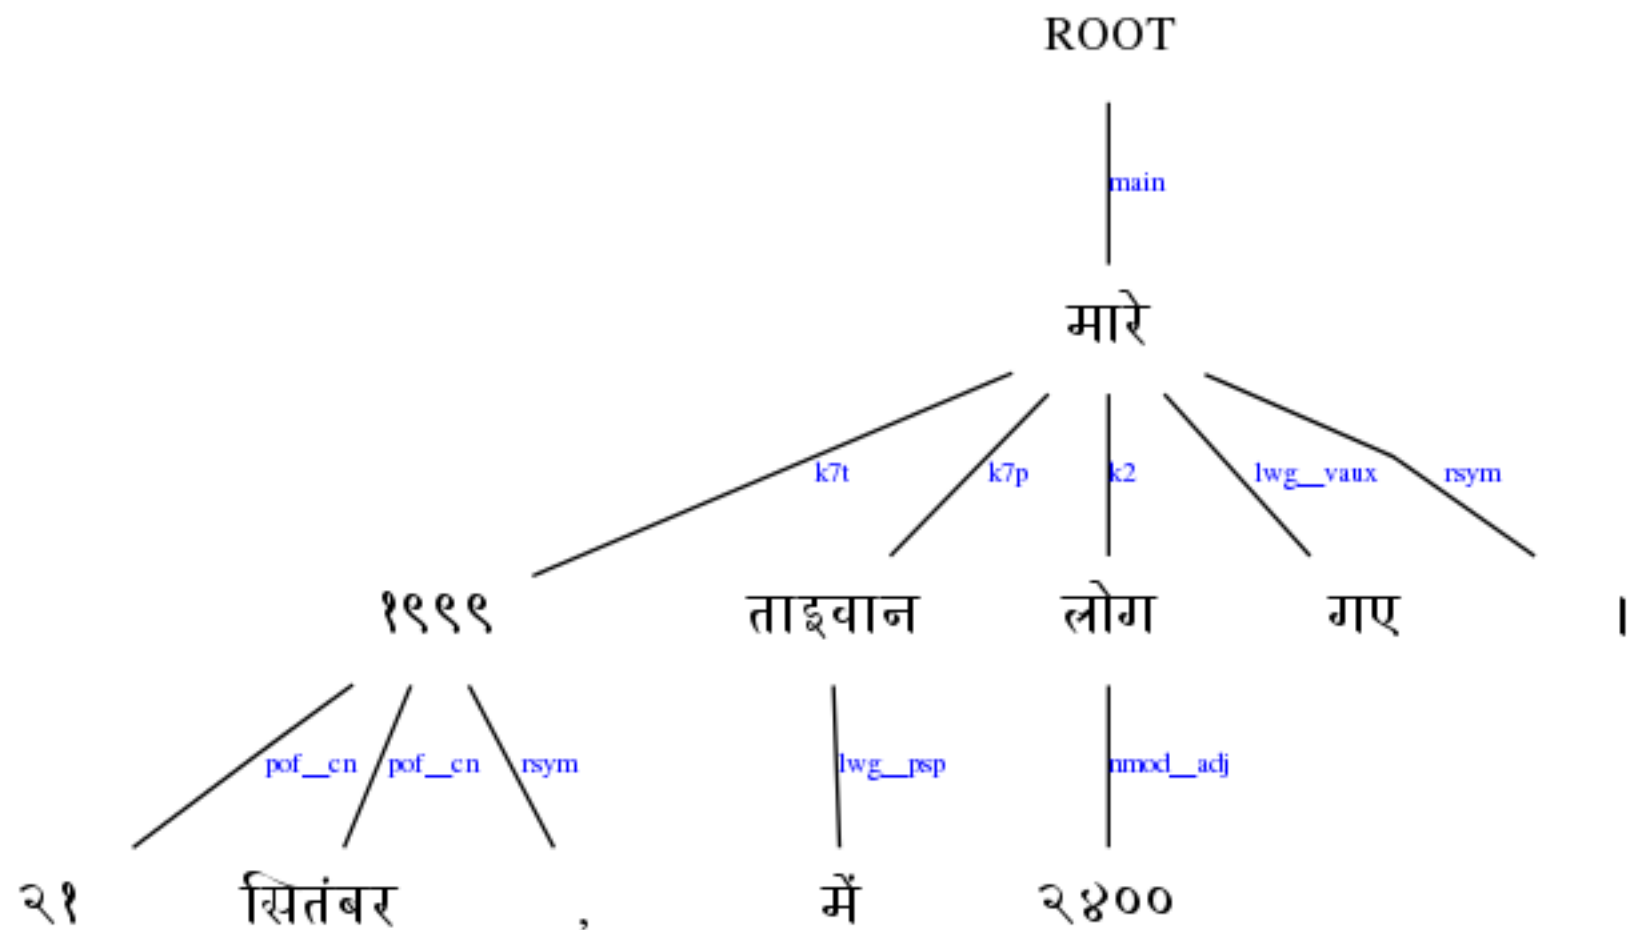 ROOT
main
मारे
k7t k7p k2 lwg__vaux rsym
१९९९ ताइवान लोग गए ।
pof__cn pof__cn rsym lwg__psp nmod__adj
२१ सितंबर , में २४००